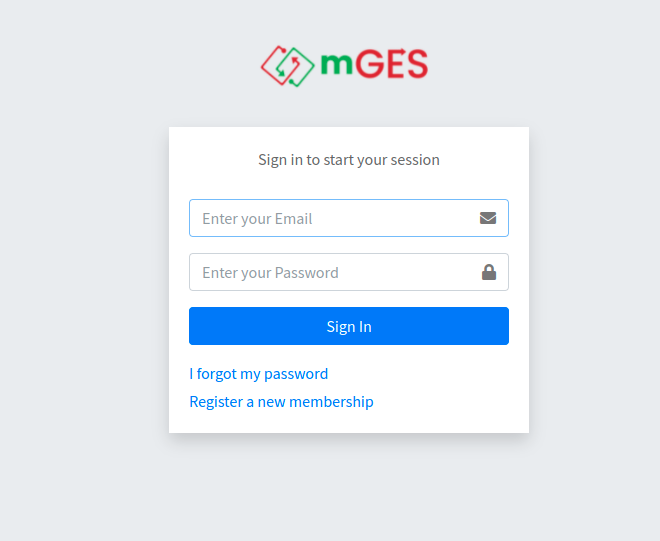 mGES
Sign in to start your session
Enter your Email
Enter your Password
Sign In
I forgot my password
Register a new membership